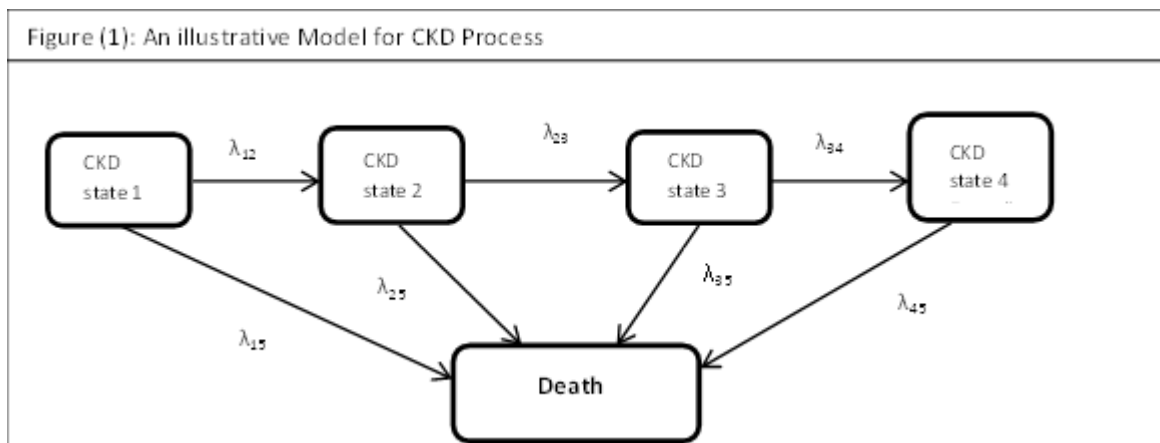 Figure (1): An illustrative Model for CKD Process
CKD
state 1
λ₁₂
CKD
state 2
λ₂₃
CKD
state 3
λ₃₄
CKD
state 4
λ₁₅
λ₂₅
λ₃₅
λ₄₅
Death